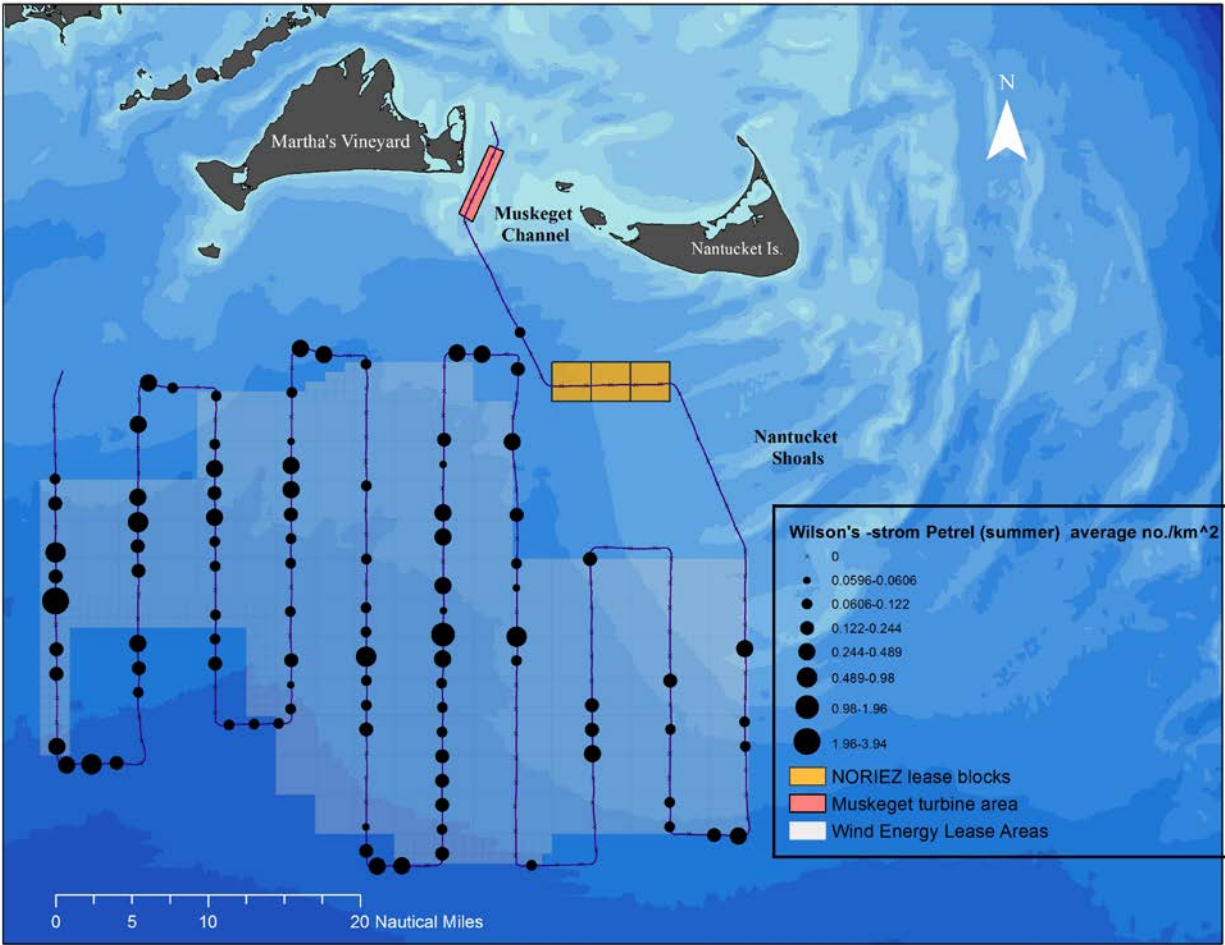 N
Martha's Vineyard
Muskeget
Channel
Nantucket Is.
Nantucket
Shoals
Wilson's -strom Petrel (summer) average no./km^2
0
0.0596-0.0606
0.0606-0.122
0.122-0.244
0.244-0.489
0.489-0.98
0.98-1.96
1.96-3.94
NORIEZ lease blocks
Muskeget turbine area
Wind Energy Lease Areas
0 5 10 20 Nautical Miles